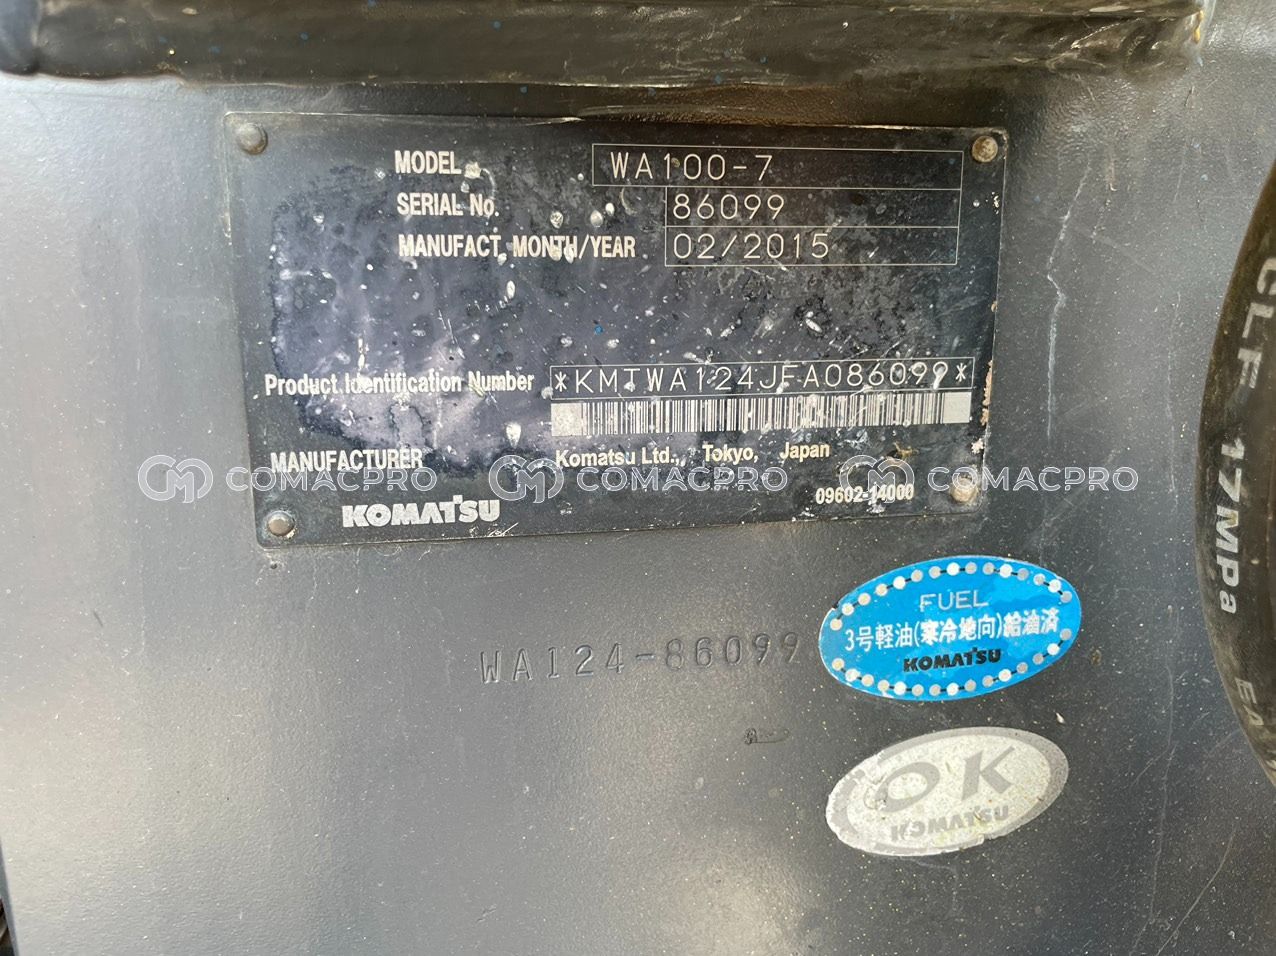 MODEL WA100-7
SERIAL No. 86099
MANUFACT. MONTH/YEAR 02/2015
Product Identification Number *KMTWA124JFA086099*
MANUFACTURER Komatsu Ltd., Tokyo, Japan
COMACPRO COMACPRO COMACPRO
09602-14000
KOMATSU
CLF 17MPa
FUEL
3号軽油(寒冷地向)給油済
KOMATSU
WA124-86099
OK
KOMATSU